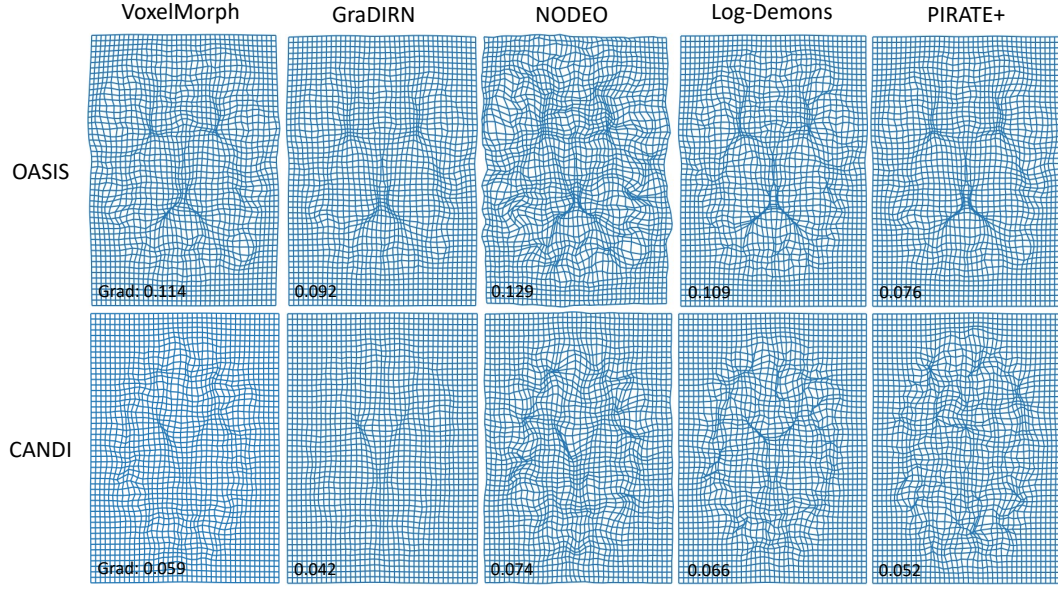 VoxelMorph GraDIRN NODEO Log-Demons PIRATE+
OASIS
Grad: 0.114 0.092 0.129 0.109 0.076
CANDI
Grad: 0.059 0.042 0.074 0.066 0.052